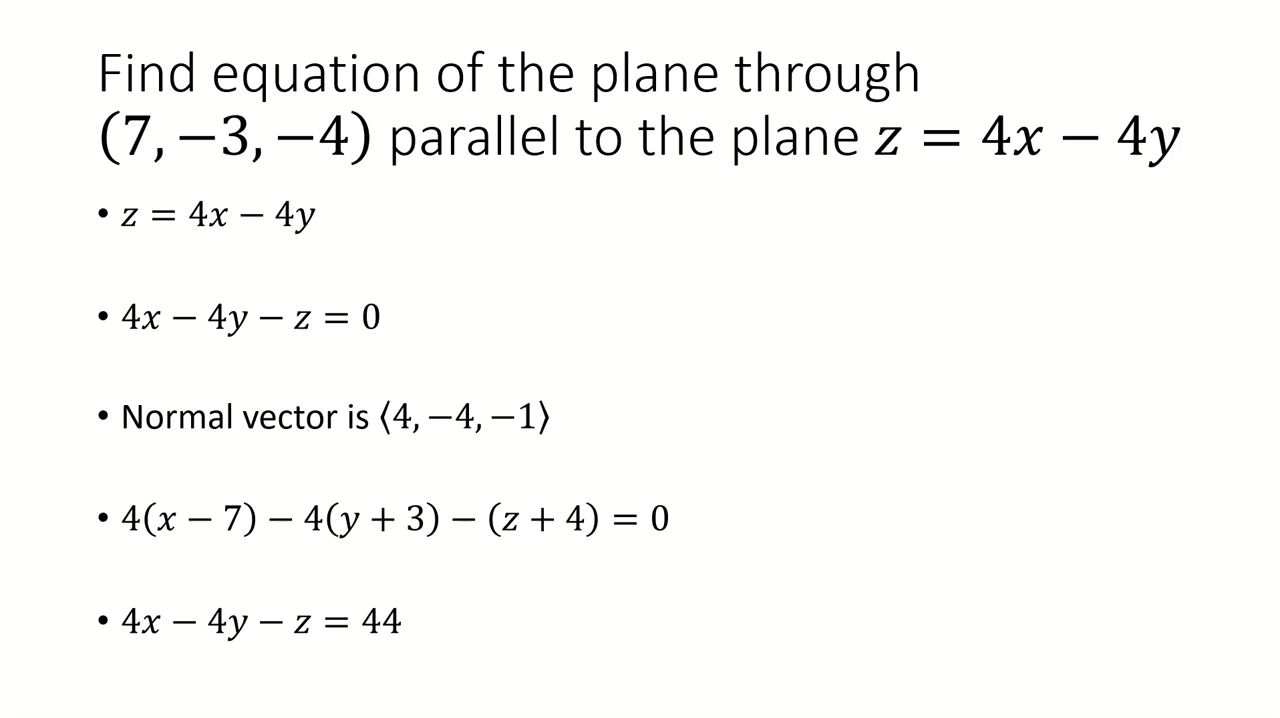 Find equation of the plane through
(7, −3, −4) parallel to the plane z = 4x − 4y
• z = 4x − 4y
• 4x − 4y − z = 0
• Normal vector is ⟨4, −4, −1⟩
• 4(x − 7) − 4(y + 3) − (z + 4) = 0
• 4x − 4y − z = 44